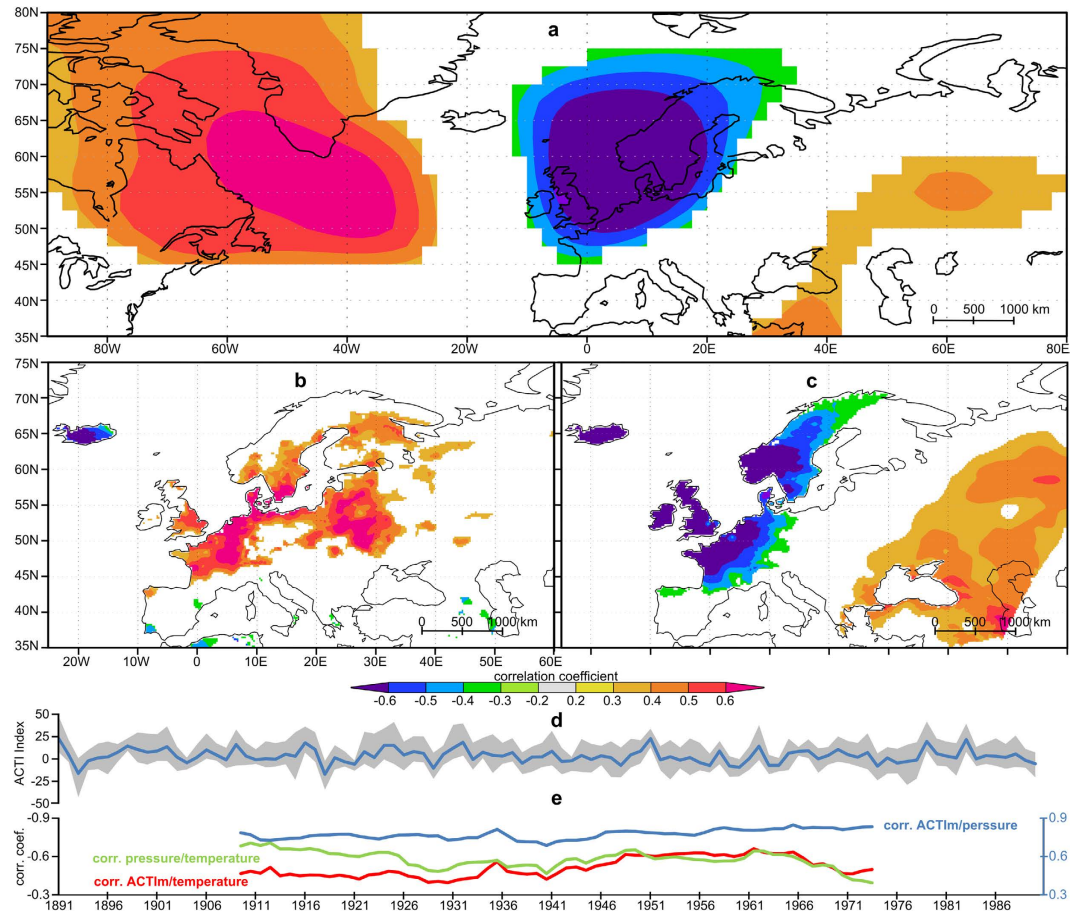 80N
a
75N
70N
65N
60N
55N
50N
45N
40N
35N
0 500 1000 km
80W 60W 40W 20W 0 20E 40E 60E 80E
75N
b
c
70N
65N
60N
55N
50N
45N
40N
0 500 1000 km
0 500 1000 km
35N
20W 10W 0 10E 20E 30E 40E 50E 60E
correlation coefficient
-0.6 -0.5 -0.4 -0.3 -0.2 0.2 0.3 0.4 0.5 0.6
d
ACTI Index
50
25
0
-25
-50
e
corr. coef.
-0.9
-0.6
-0.3
0.9
0.6
0.3
corr. ACTIm/perssure
corr. pressure/temperature
corr. ACTIm/temperature
1891 1896 1901 1906 1911 1916 1921 1926 1931 1936 1941 1946 1951 1956 1961 1966 1971 1976 1981 1986